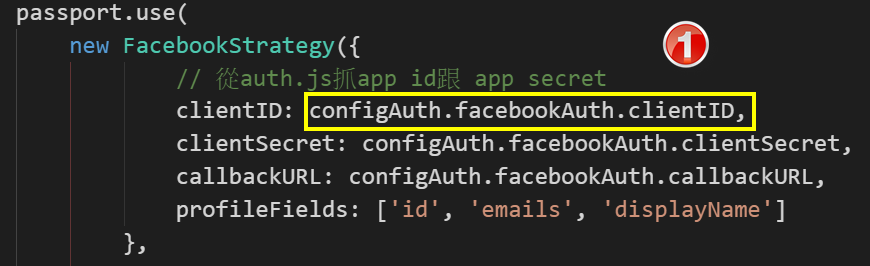 passport.use(
new FacebookStrategy({
1
// 從auth.js抓app id跟 app secret
clientID: configAuth.facebookAuth.clientID,
clientSecret: configAuth.facebookAuth.clientSecret,
callbackURL: configAuth.facebookAuth.callbackURL,
profileFields: ['id', 'emails', 'displayName']
},